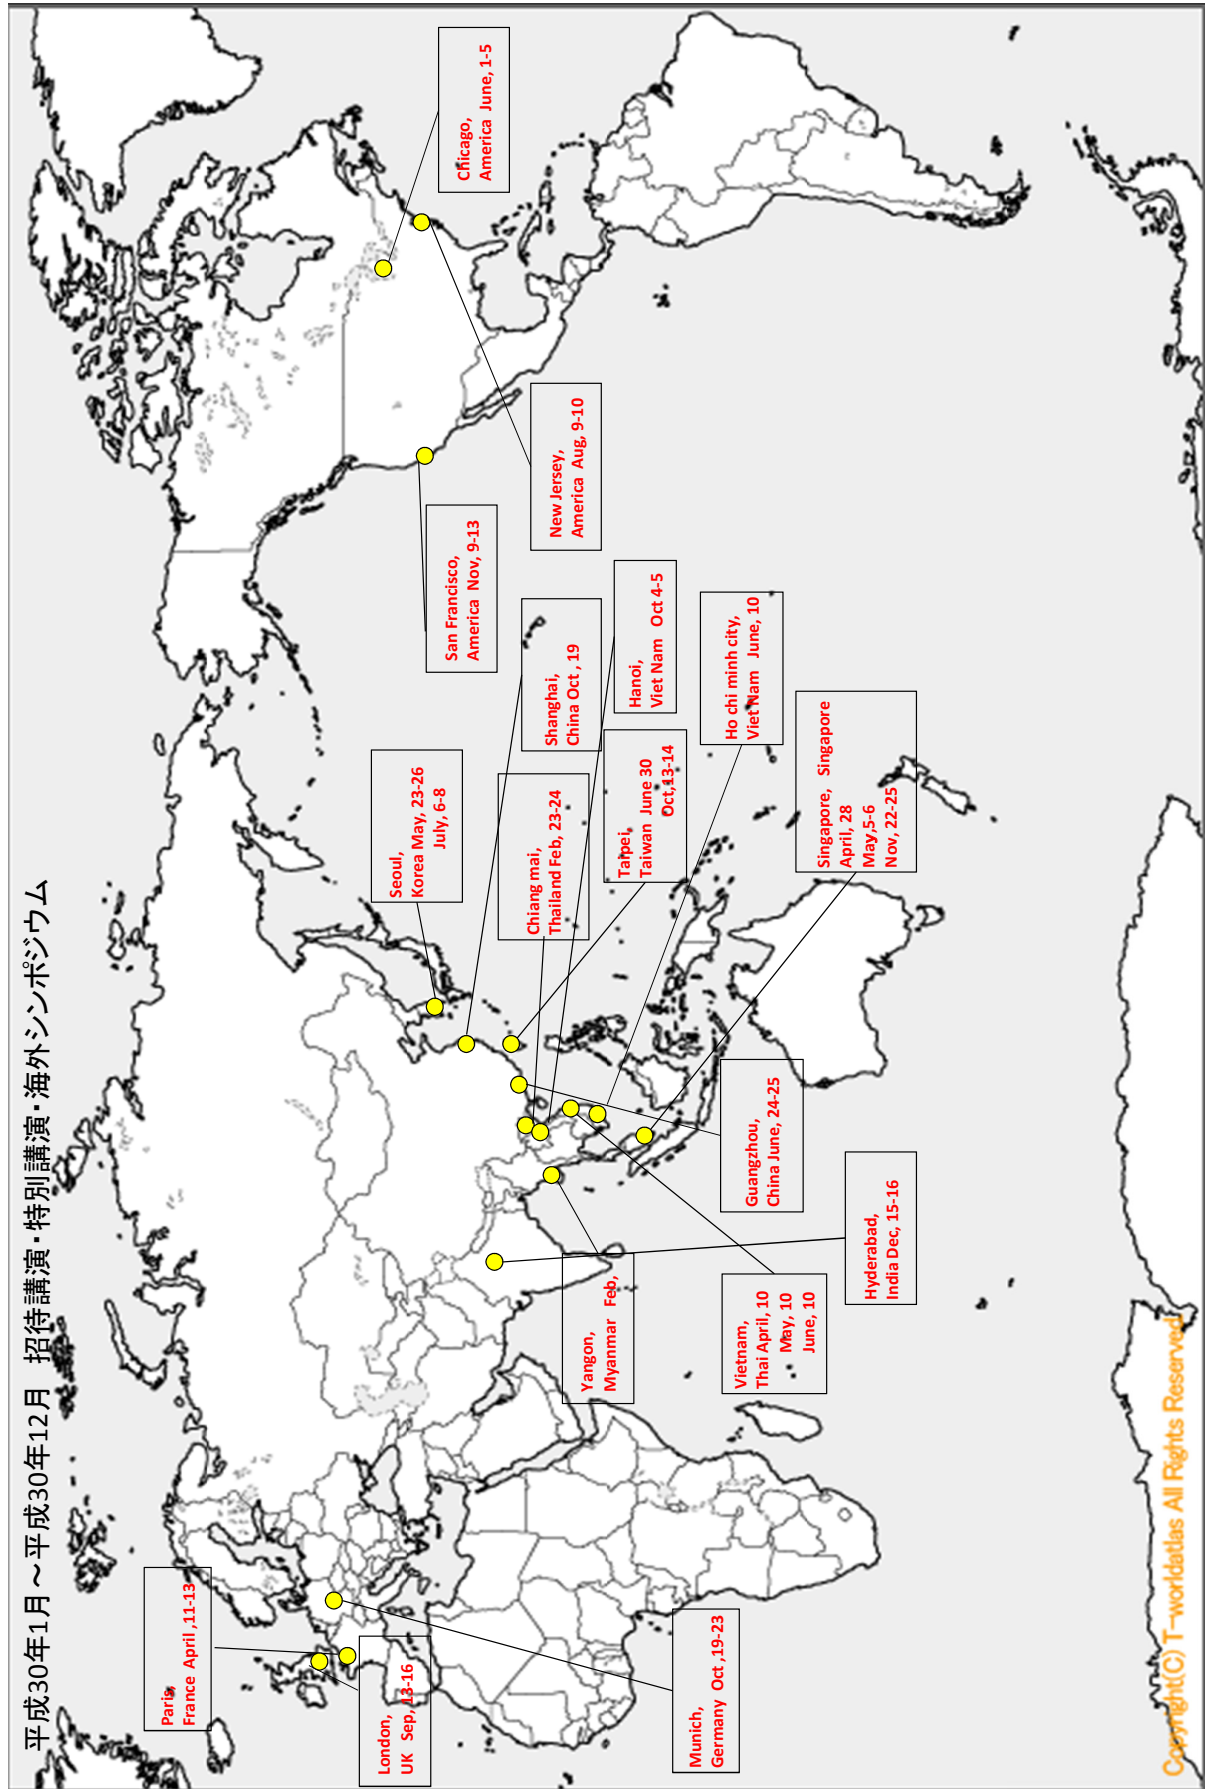 平成30年1月～平成30年12月　招待講演・特別講演・海外シンポジウム
Paris,
France April ,11-13
London,
UK Sep, 13-16
Munich,
Germany Oct ,19-23
Yangon,
Myanmar Feb,
Vietnam,
Thai April, 10
May, 10
June, 10
Hyderabad,
India Dec, 15-16
Guangzhou,
China June, 24-25
Seoul,
Korea May, 23-26
July, 6-8
Chiang mai,
Thailand Feb, 23-24
Taipei,
Taiwan June 30
Oct,13-14
Singapore, Singapore
April, 28
May,5-6
Nov, 22-25
Shanghai,
China Oct , 19
Hanoi,
Viet Nam Oct 4-5
Ho chi minh city,
Viet Nam June, 10
San Francisco,
America Nov, 9-13
New Jersey,
America Aug, 9-10
Chicago,
America June, 1-5
Copyright(C) T-worldatlas All Rights Reserved